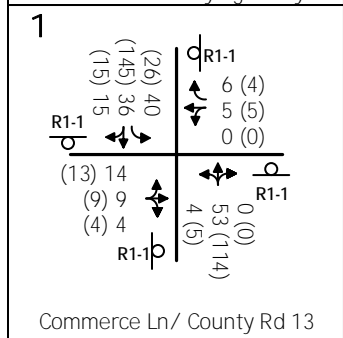 1
(26) 40
(145) 36
(15) 15
R1-1
6 (4)
5 (5)
0 (0)
R1-1
(13) 14
(9) 9
(4) 4
R1-1
4 (5)
53 (114)
0 (0)
R1-1
Commerce Ln/ County Rd 13